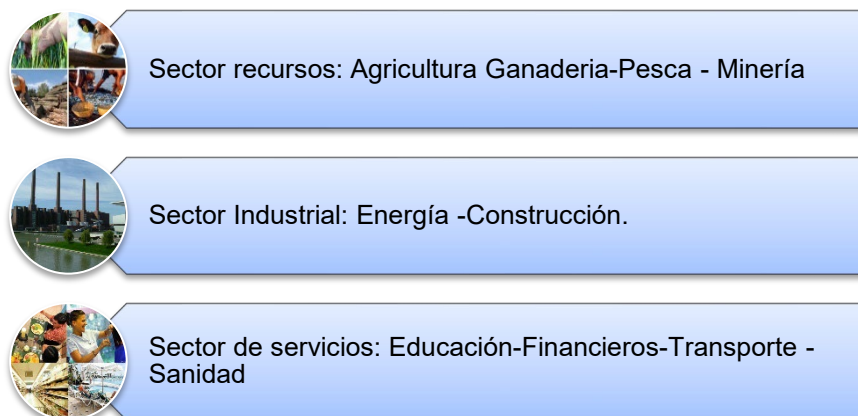 Sector recursos: Agricultura Ganaderia-Pesca - Minería
Sector Industrial: Energía -Construcción.
Sector de servicios: Educación-Financieros-Transporte -
Sanidad